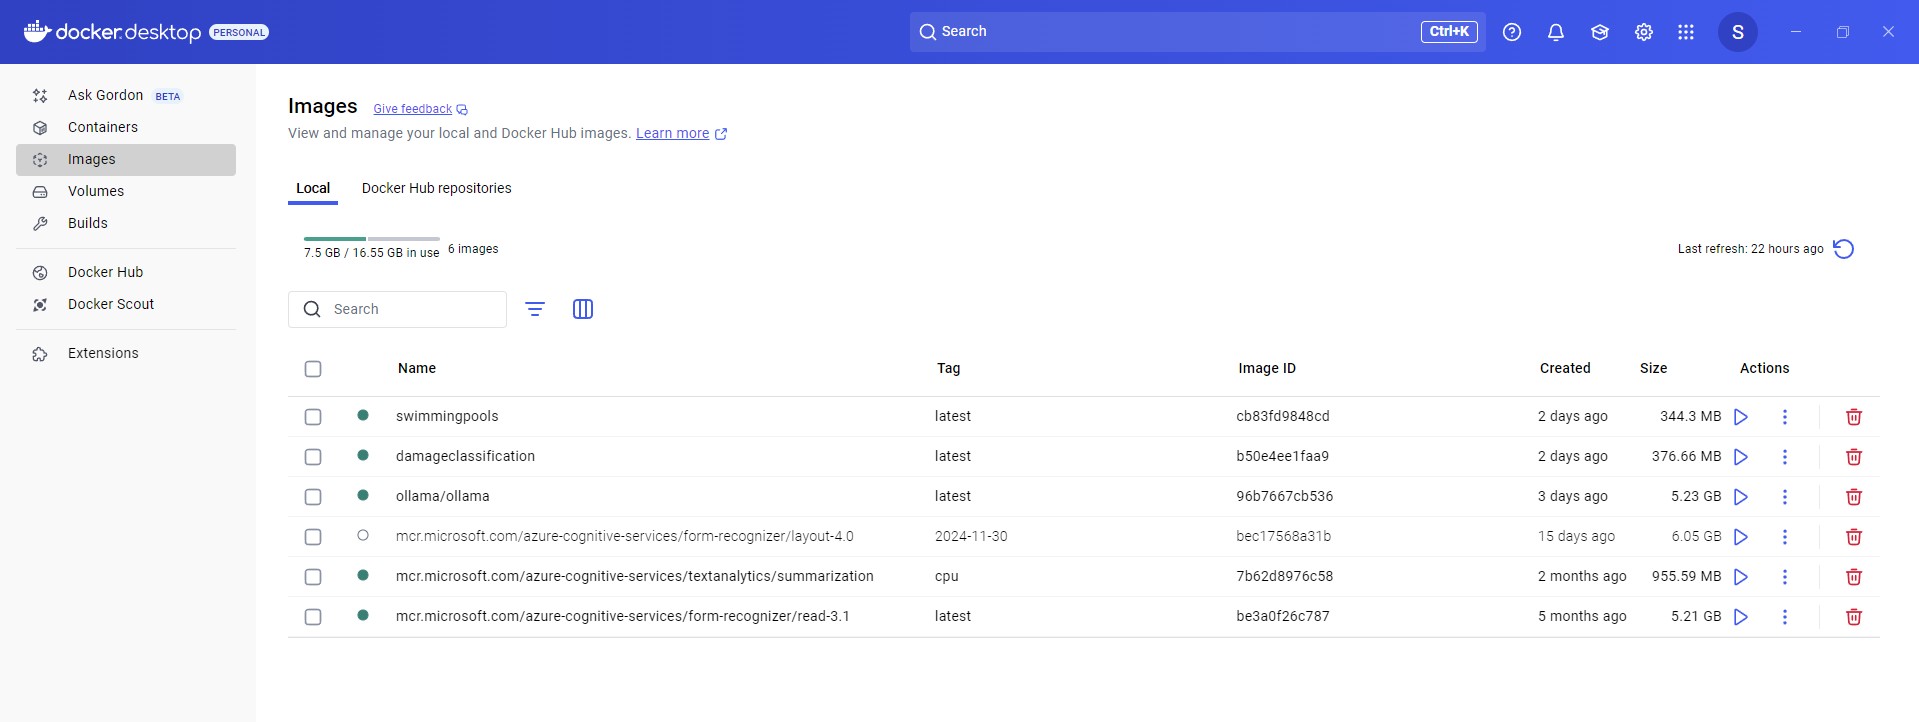 docker desktop PERSONAL
Search Ctrl+K
S
Ask Gordon BETA
Containers
Images
Volumes
Builds
Docker Hub
Docker Scout
Extensions
Images Give feedback
View and manage your local and Docker Hub images. Learn more
Local Docker Hub repositories
7.5 GB / 16.55 GB in use 6 images
Last refresh: 22 hours ago
Search
Name Tag Image ID Created Size Actions
swimmingpools latest cb83fd9848cd 2 days ago 344.3 MB
damageclassification latest b50e4ee1faa9 2 days ago 376.66 MB
ollama/ollama latest 96b7667cb536 3 days ago 5.23 GB
mcr.microsoft.com/azure-cognitive-services/form-recognizer/layout-4.0 2024-11-30 bec17568a31b 15 days ago 6.05 GB
mcr.microsoft.com/azure-cognitive-services/textanalytics/summarization cpu 7b62d8976c58 2 months ago 955.59 MB
mcr.microsoft.com/azure-cognitive-services/form-recognizer/read-3.1 latest be3a0f26c787 5 months ago 5.21 GB